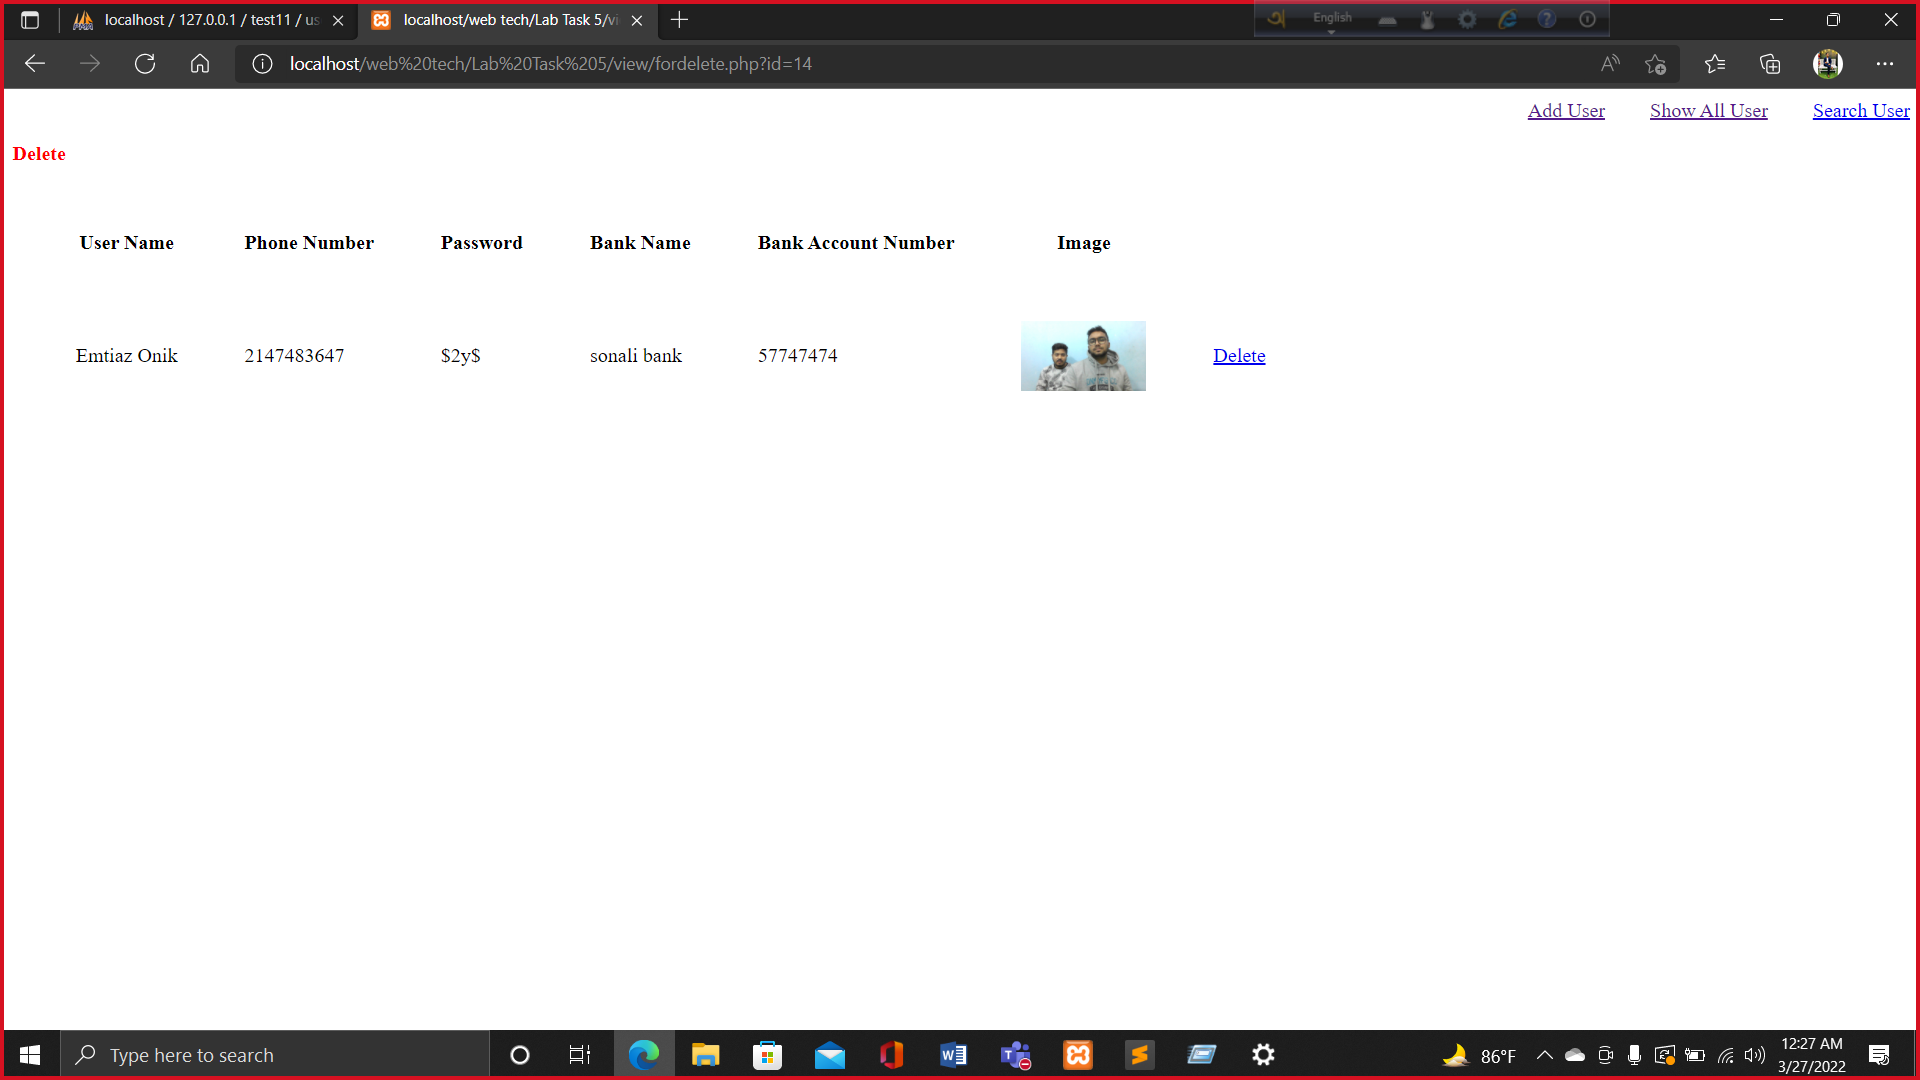 localhost / 127.0.0.1 / test11 / us
localhost/web tech/Lab Task 5/vi
English
localhost/web%20tech/Lab%20Task%205/view/fordelete.php?id=14
Add User Show All User Search User
Delete
User Name Phone Number Password Bank Name Bank Account Number Image
Emtiaz Onik 2147483647 $2y$ sonali bank 57747474 Delete
Type here to search
86°F
12:27 AM
3/27/2022